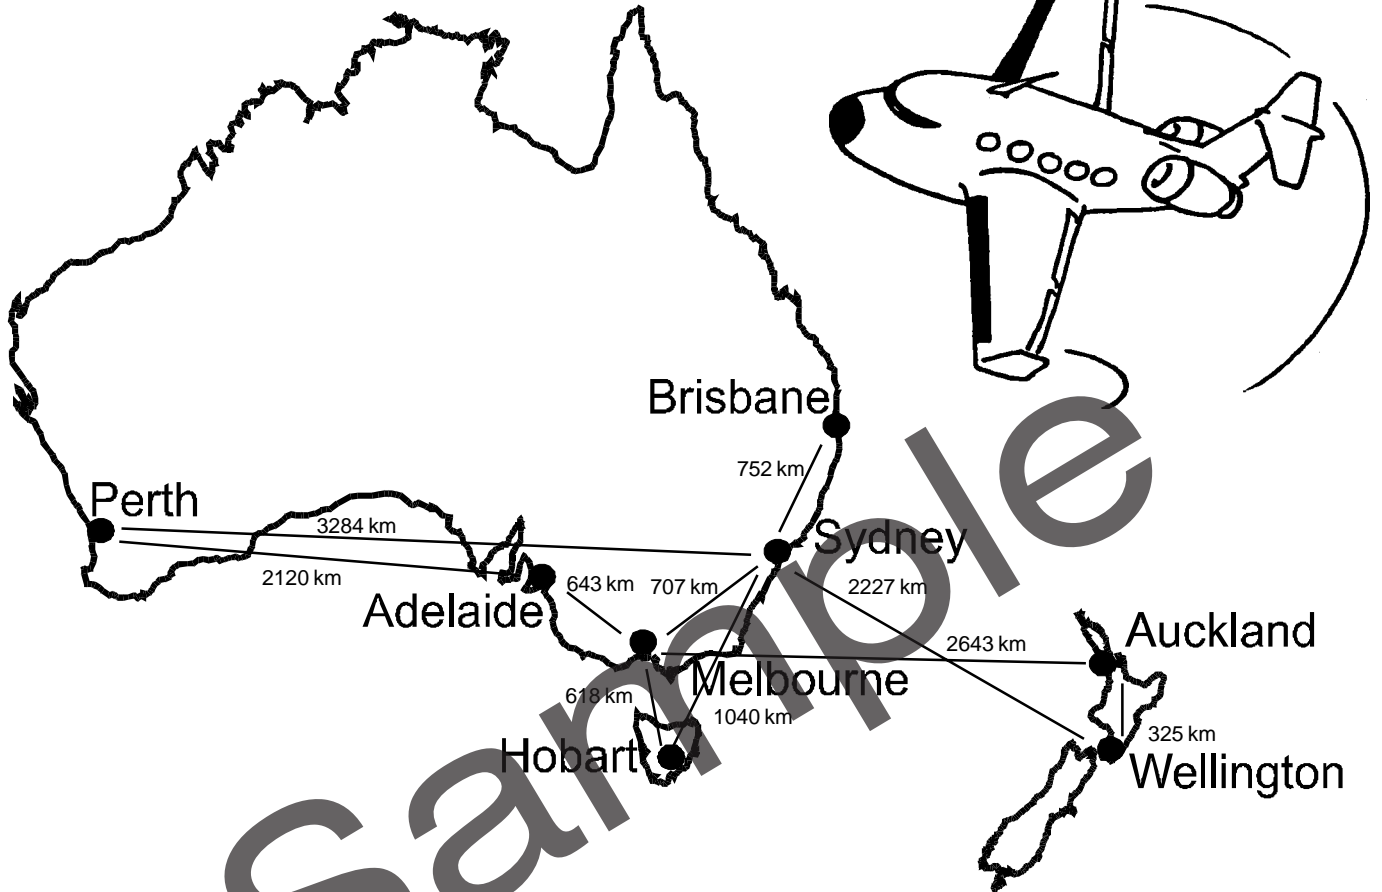 Brisbane
752 km
Perth
3284 km
Sydney
2120 km
643 km
707 km
2227 km
Adelaide
Auckland
2643 km
Melbourne
618 km
1040 km
325 km
Hobart
Wellington
Sample